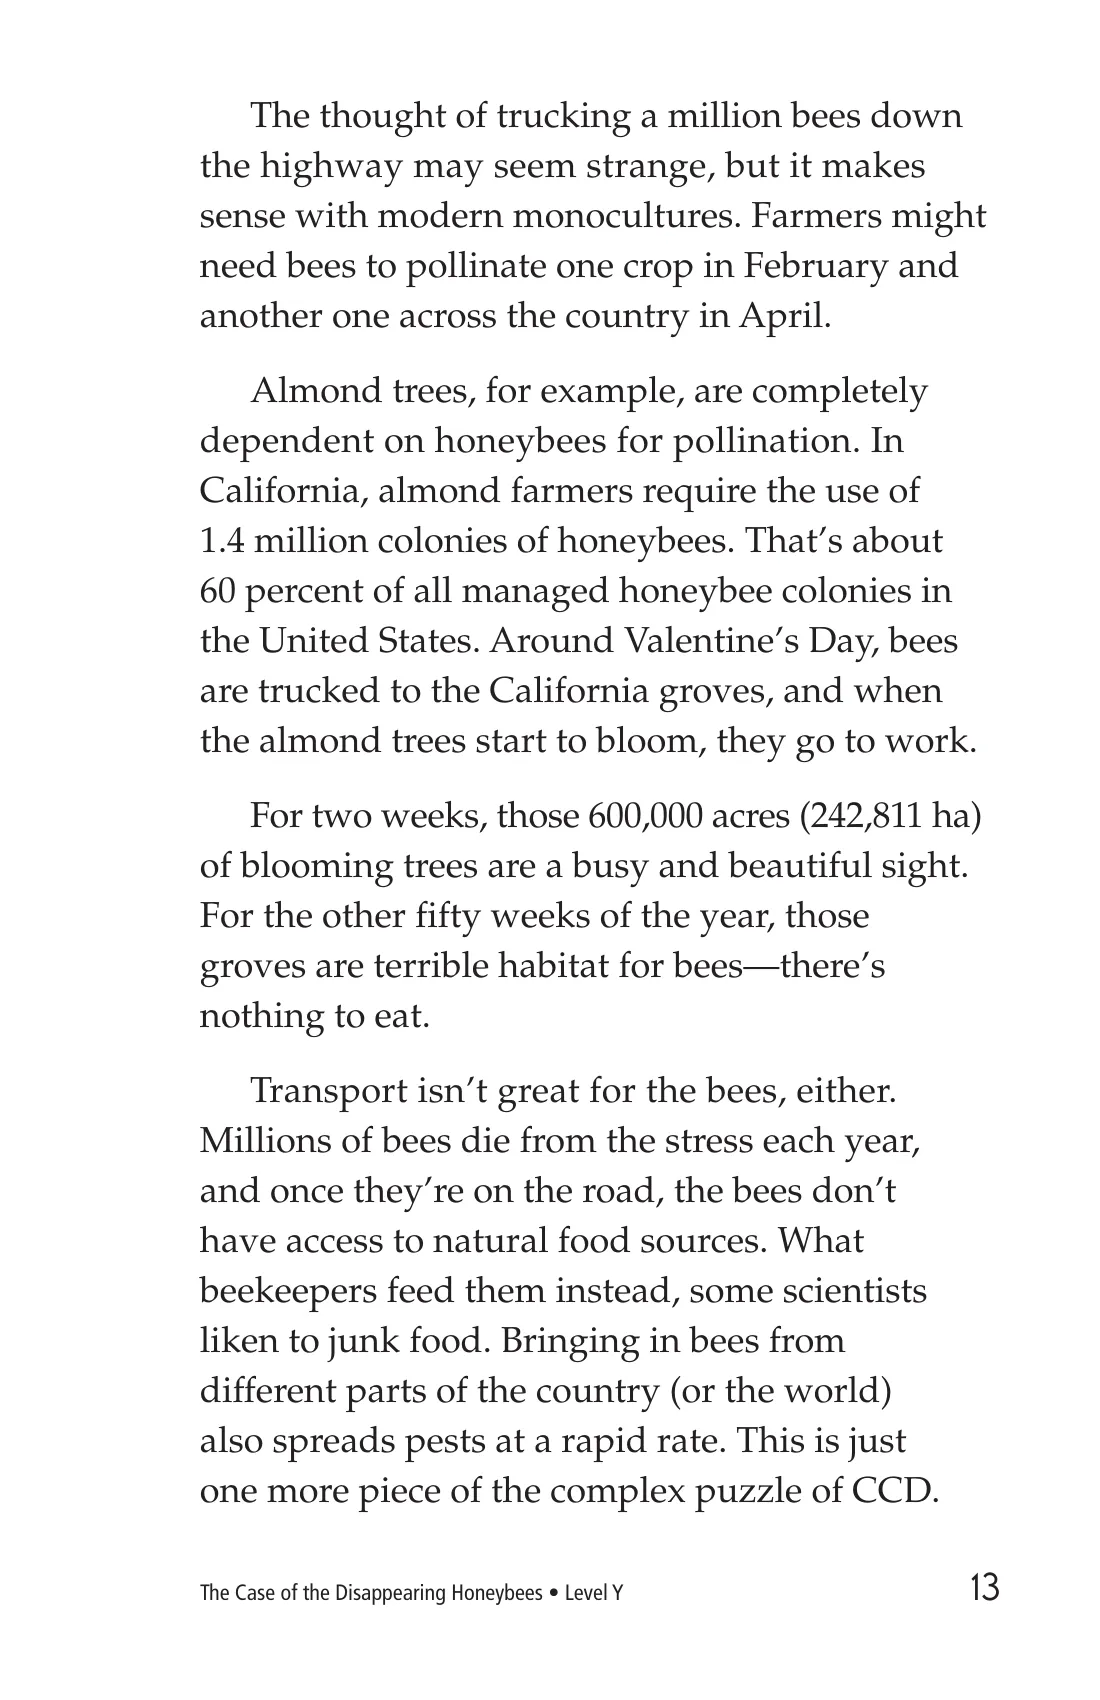 The thought of trucking a million bees down
the highway may seem strange, but it makes
sense with modern monocultures. Farmers might
need bees to pollinate one crop in February and
another one across the country in April.
Almond trees, for example, are completely
dependent on honeybees for pollination. In
California, almond farmers require the use of
1.4 million colonies of honeybees. That’s about
60 percent of all managed honeybee colonies in
the United States. Around Valentine’s Day, bees
are trucked to the California groves, and when
the almond trees start to bloom, they go to work.
For two weeks, those 600,000 acres (242,811 ha)
of blooming trees are a busy and beautiful sight.
For the other fifty weeks of the year, those
groves are terrible habitat for bees—there’s
nothing to eat.
Transport isn’t great for the bees, either.
Millions of bees die from the stress each year,
and once they’re on the road, the bees don’t
have access to natural food sources. What
beekeepers feed them instead, some scientists
liken to junk food. Bringing in bees from
different parts of the country (or the world)
also spreads pests at a rapid rate. This is just
one more piece of the complex puzzle of CCD.
The Case of the Disappearing Honeybees • Level Y
13